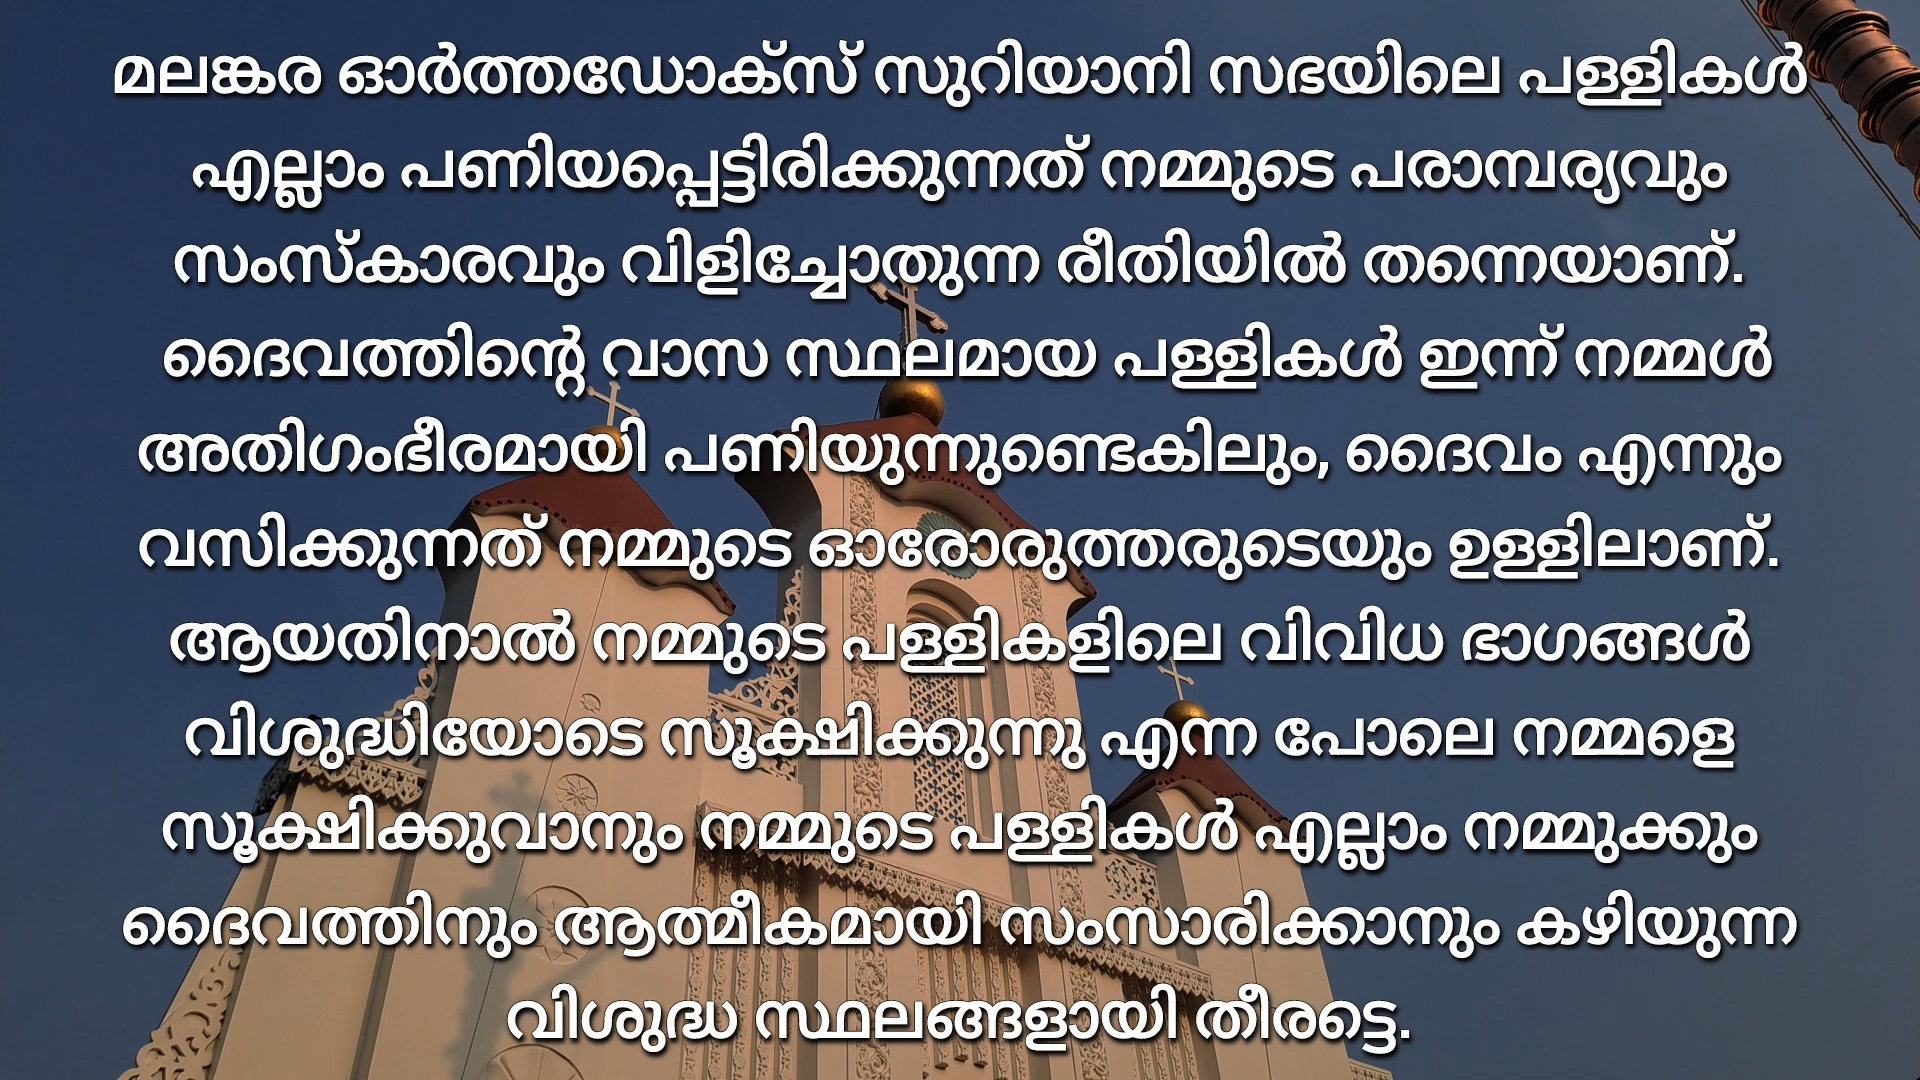 മലങ്കര ഓർത്തഡോക്സ് സുറിയാനി സഭയിലെ പള്ളികൾ
എല്ലാം പണിയപ്പെട്ടിരിക്കുന്നത് നമ്മുടെ പരാമ്പര്യവും
സംസ്കാരവും വിളിച്ചോതുന്ന രീതിയിൽ തന്നെയാണ്.
ദൈവത്തിന്റെ വാസ സ്ഥലമായ പള്ളികൾ ഇന്ന് നമ്മൾ
അതിഗംഭീരമായി പണിയുന്നുണ്ടെകിലും, ദൈവം എന്നും
വസിക്കുന്നത് നമ്മുടെ ഓരോരുത്തരുടെയും ഉള്ളിലാണ്.
ആയതിനാൽ നമ്മുടെ പള്ളികളിലെ വിവിധ ഭാഗങ്ങൾ
വിശുദ്ധിയോടെ സൂക്ഷിക്കുന്നു എന്ന പോലെ നമ്മളെ
സൂക്ഷിക്കുവാനും നമ്മുടെ പള്ളികൾ എല്ലാം നമ്മുക്കും
ദൈവത്തിനും ആത്മീകമായി സംസാരിക്കാനും കഴിയുന്ന
വിശുദ്ധ സ്ഥലങ്ങളായി തീരട്ടെ.